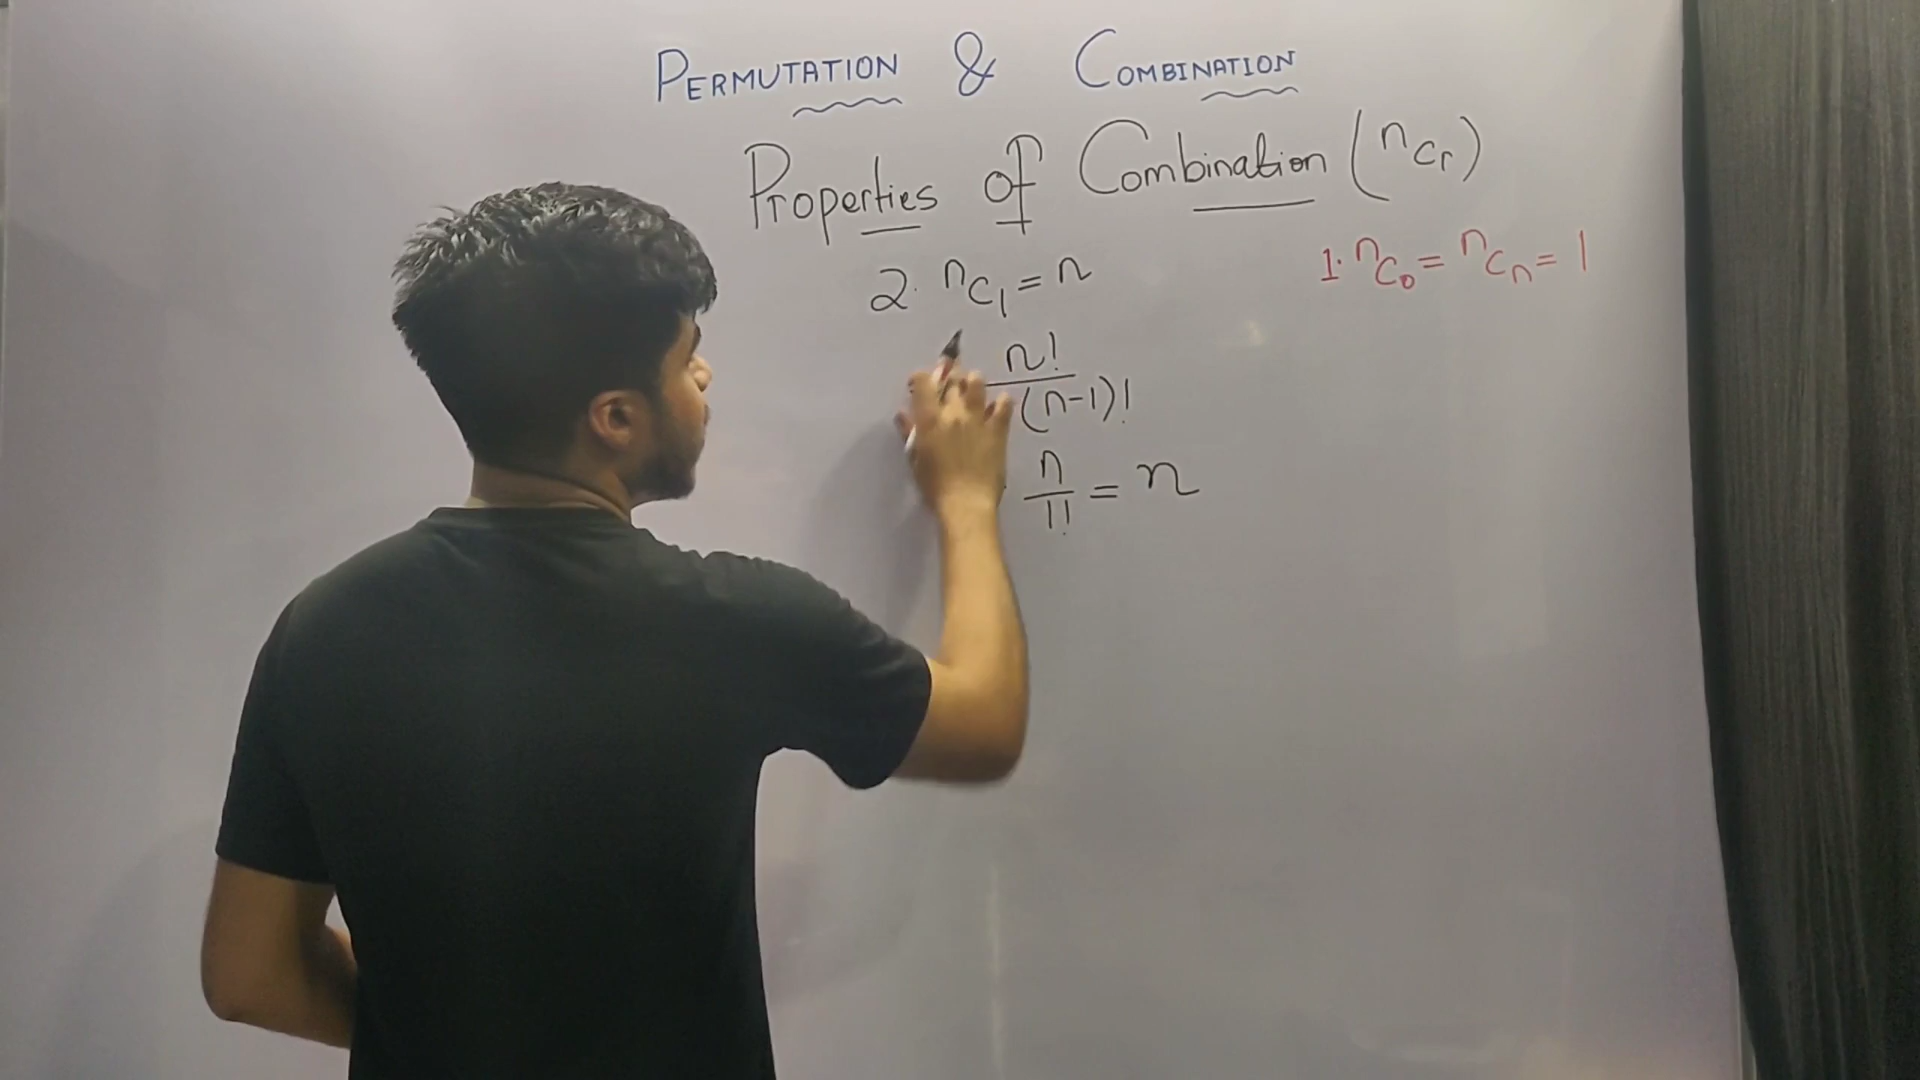 PERMUTATION & COMBINATION
Properties of Combination (ⁿCᵣ)
2. ⁿC₁ = n
1. ⁿC₀ = ⁿCₙ = 1
n!
(n-1)!
n/1! = n